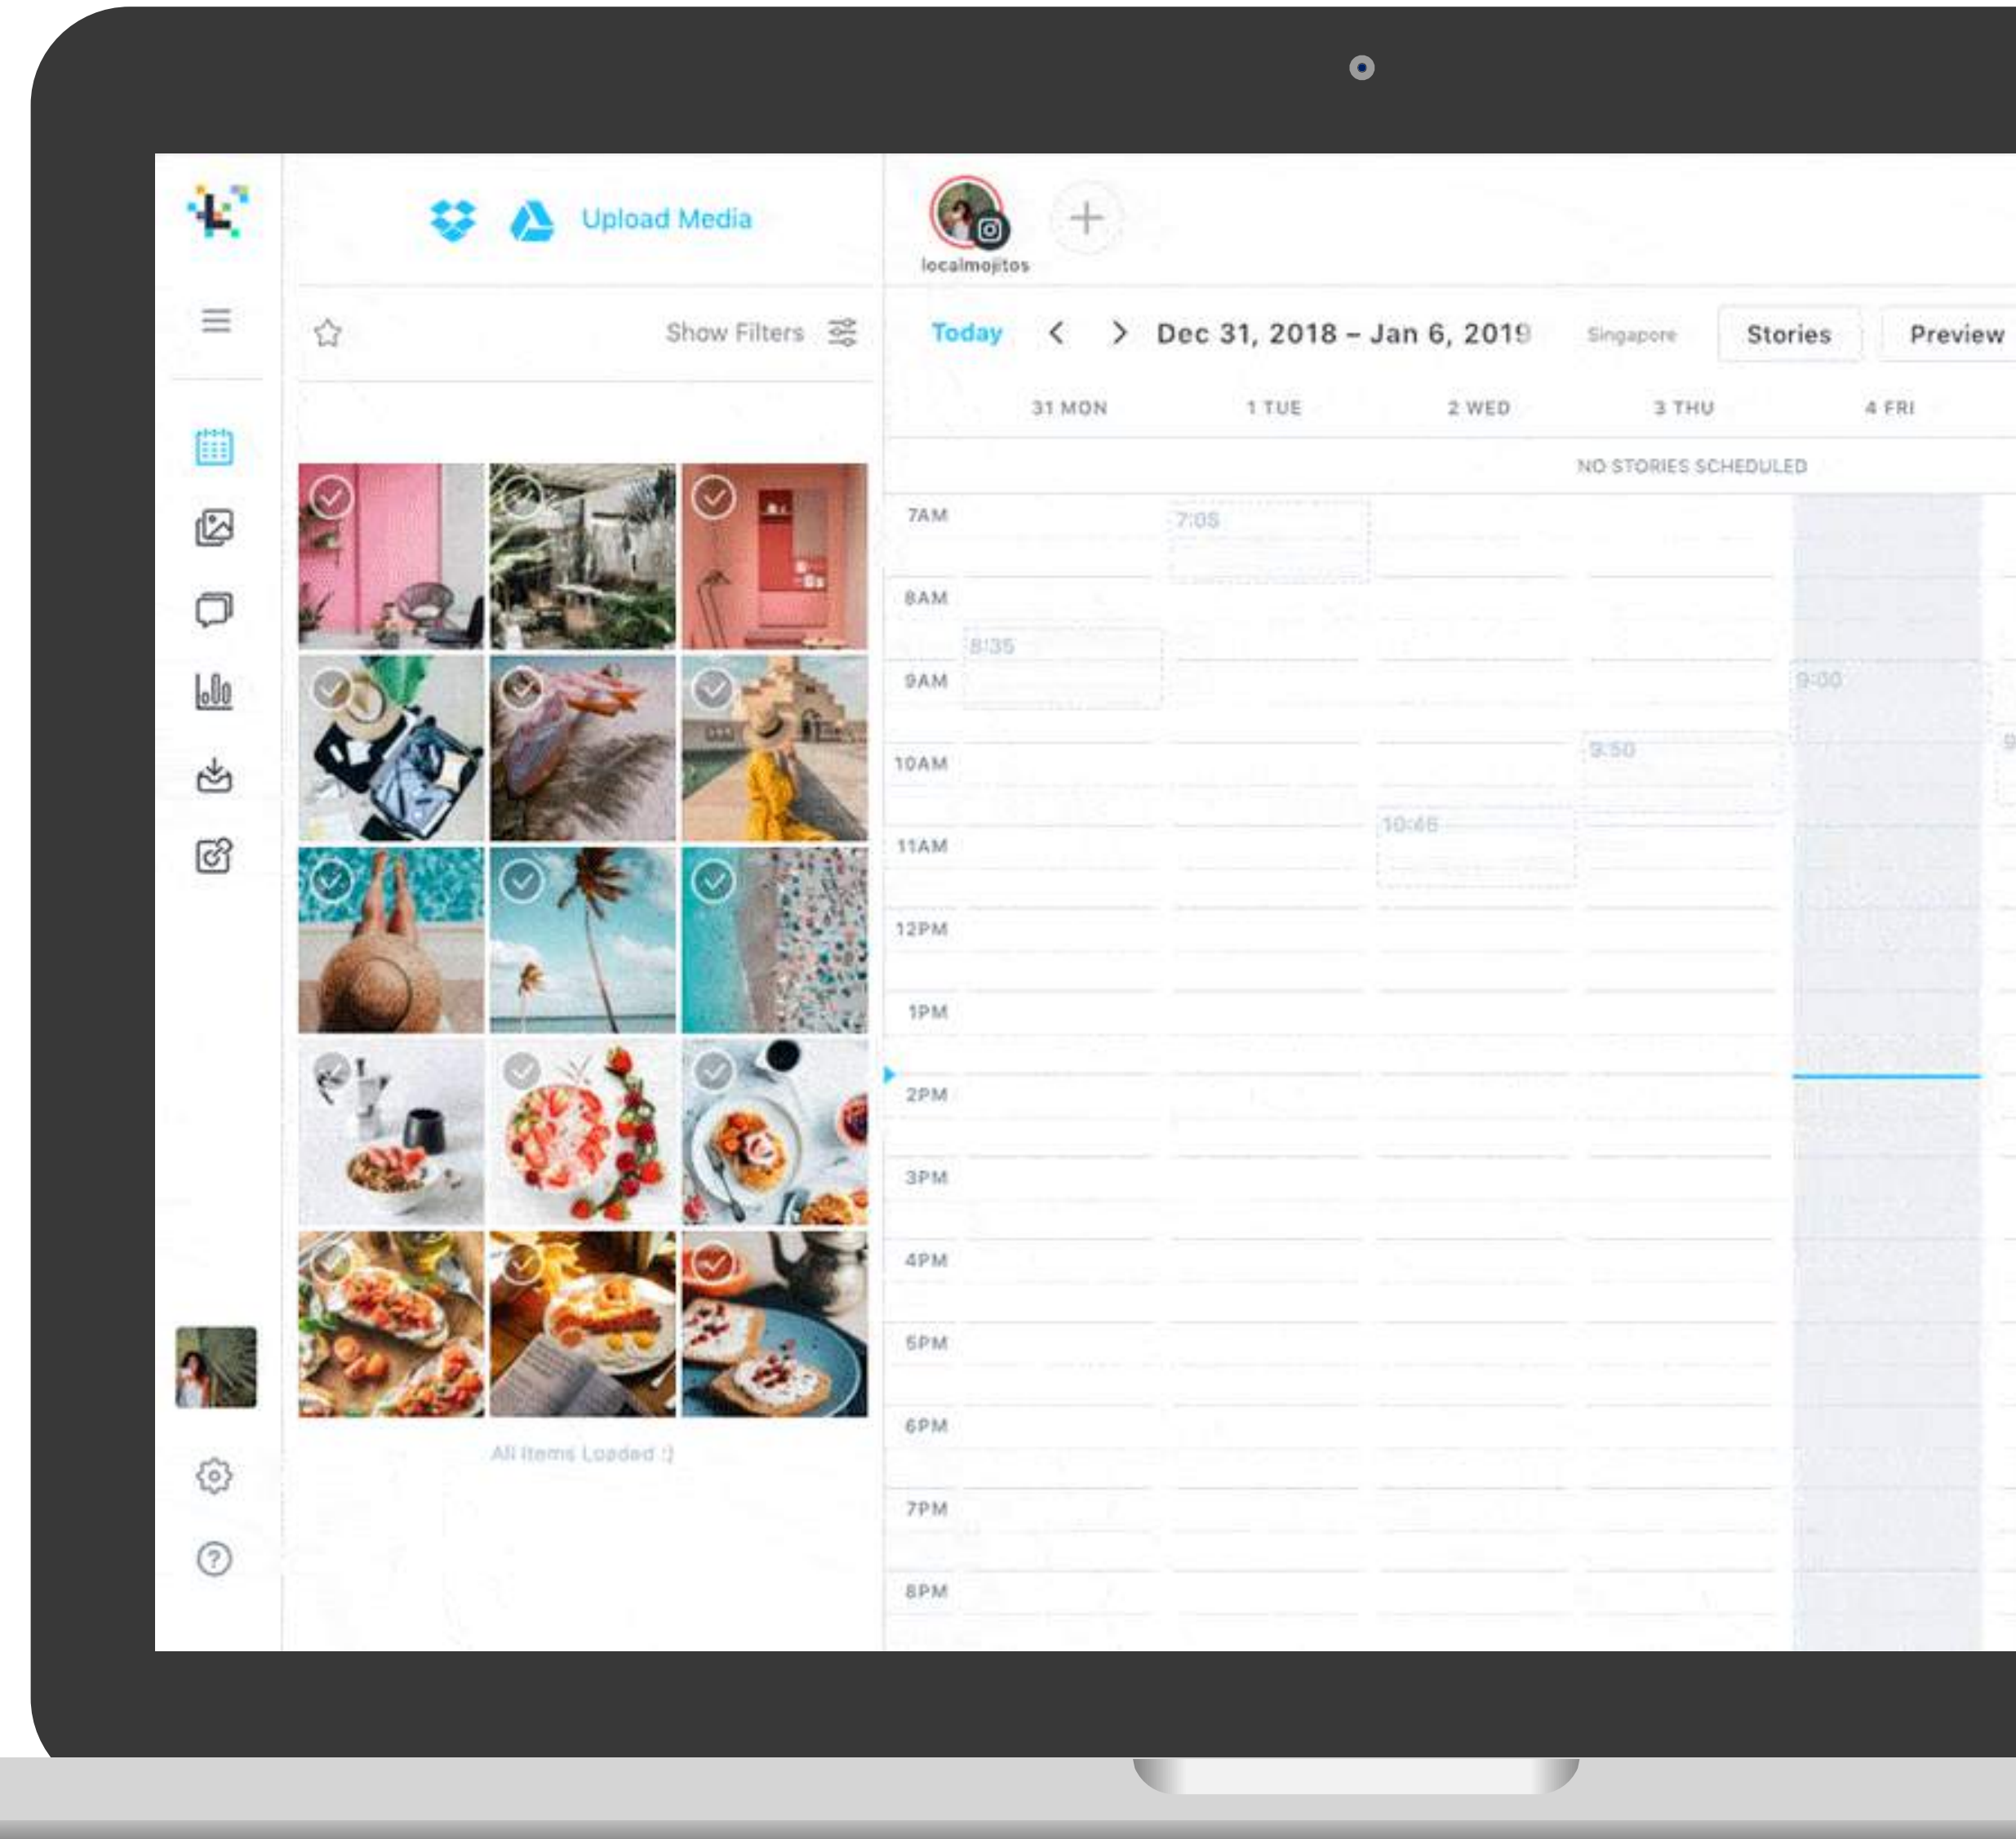 Upload Media
localmojitos
Show Filters
Today Dec 31, 2018 – Jan 6, 2019 Singapore Stories Preview
31 MON 1 TUE 2 WED 3 THU 4 FRI
NO STORIES SCHEDULED
7AM
7:05
8AM
8:35
9AM
9:00
9:50
10AM
10:46
11AM
12PM
1PM
2PM
3PM
4PM
5PM
6PM
7PM
8PM
All Items Loaded :)